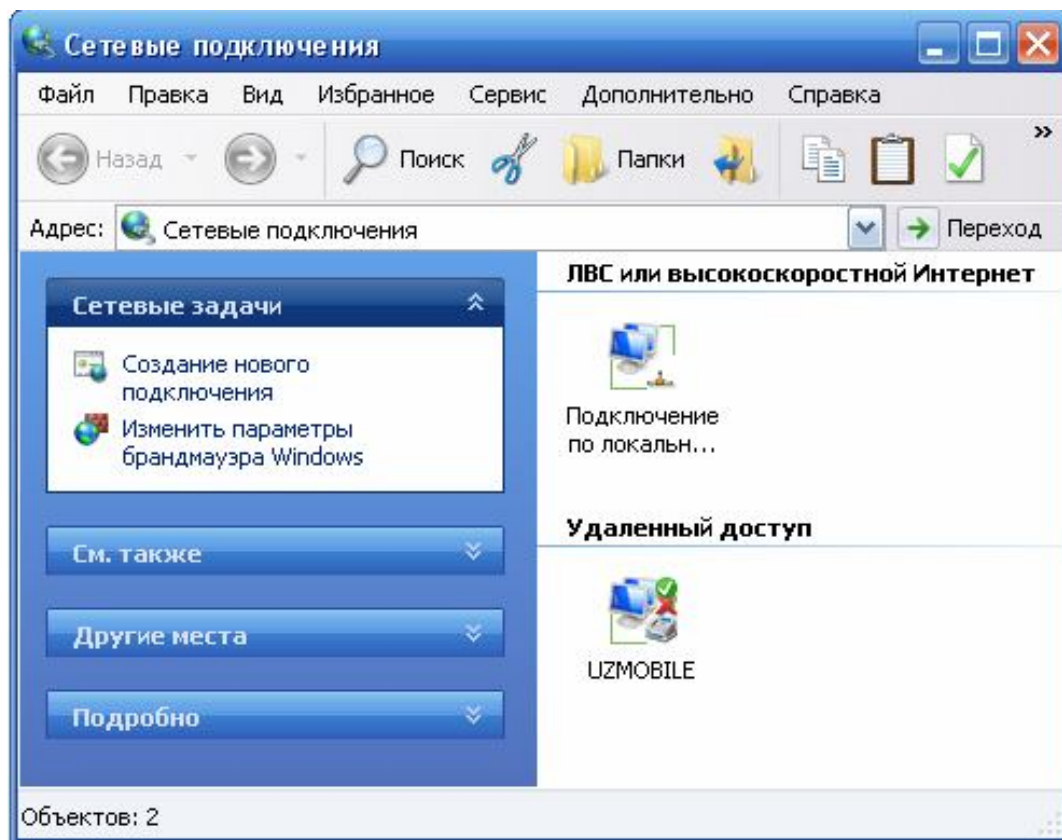 Сетевые подключения
Файл Правка Вид Избранное Сервис Дополнительно Справка
Назад Поиск Папки »
Адрес: Сетевые подключения Переход
Сетевые задачи
Создание нового
подключения
Изменить параметры
брандмауэра Windows
См. также
Другие места
Подробно
ЛВС или высокоскоростной Интернет
Подключение
по локальн...
Удаленный доступ
UZMOBILE
Объектов: 2